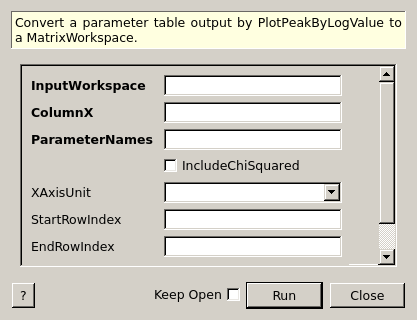 Convert a parameter table output by PlotPeakByLogValue to
a MatrixWorkspace.
InputWorkspace
ColumnX
ParameterNames
IncludeChiSquared
XAxisUnit
StartRowIndex
EndRowIndex
? Keep Open Run Close